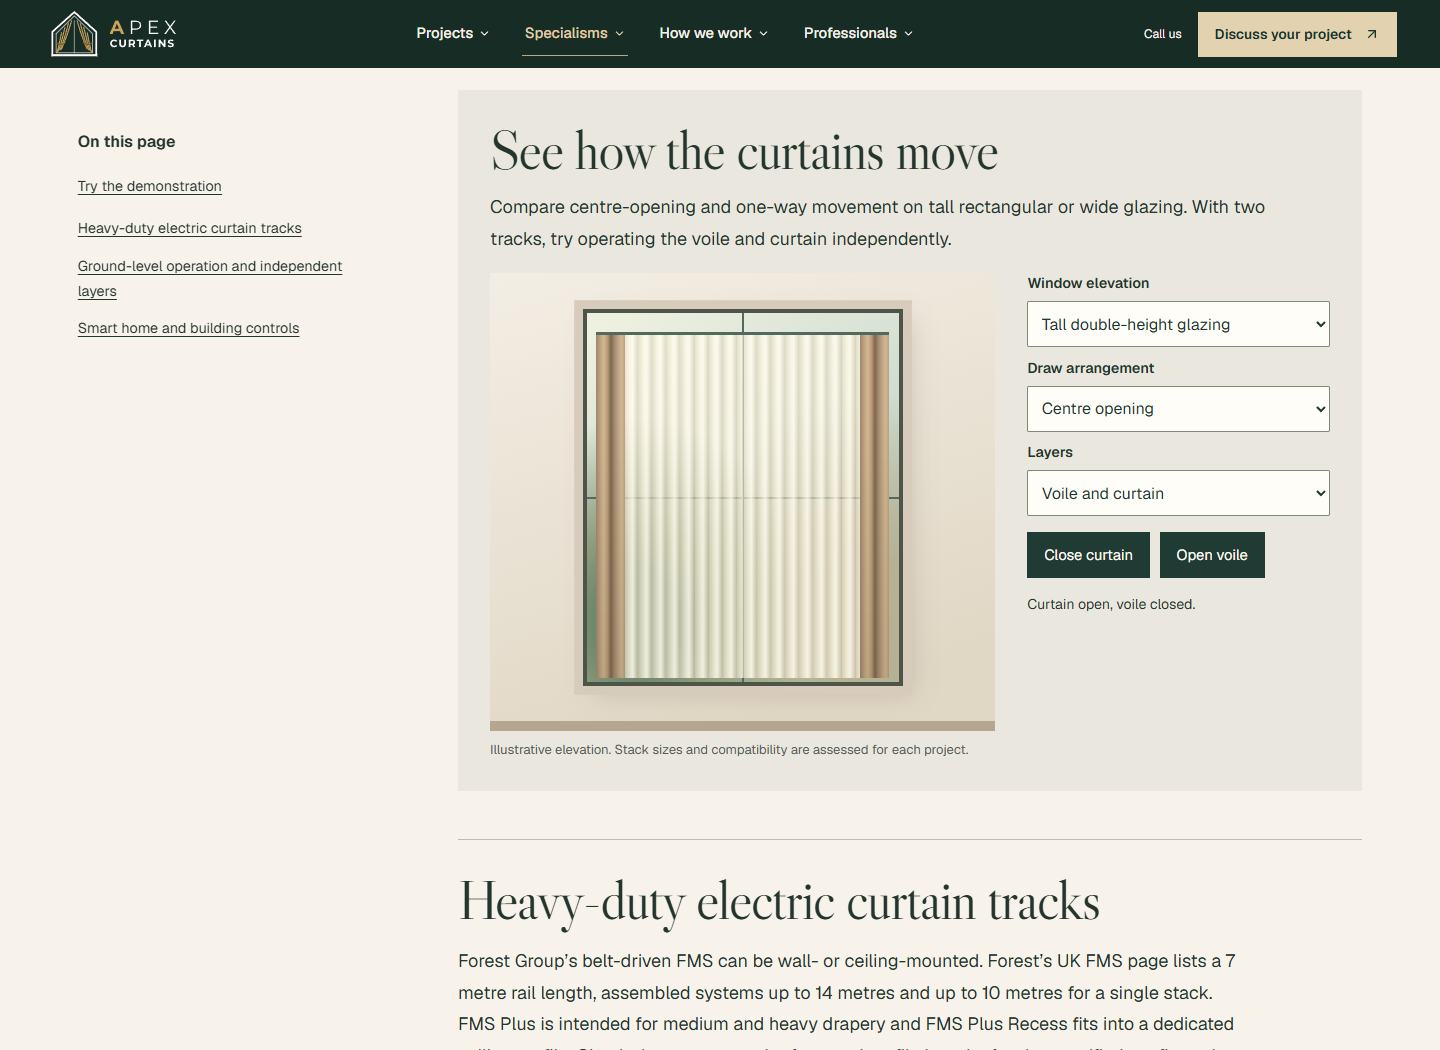 APEX
CURTAINS
Projects
Specialisms
How we work
Professionals
Call us
Discuss your project
On this page
Try the demonstration
Heavy-duty electric curtain tracks
Ground-level operation and independent
layers
Smart home and building controls
See how the curtains move
Compare centre-opening and one-way movement on tall rectangular or wide glazing. With two
tracks, try operating the voile and curtain independently.
Window elevation
Tall double-height glazing
Draw arrangement
Centre opening
Layers
Voile and curtain
Close curtain
Open voile
Curtain open, voile closed.
Illustrative elevation. Stack sizes and compatibility are assessed for each project.
Heavy-duty electric curtain tracks
Forest Group’s belt-driven FMS can be wall- or ceiling-mounted. Forest’s UK FMS page lists a 7
metre rail length, assembled systems up to 14 metres and up to 10 metres for a single stack.
FMS Plus is intended for medium and heavy drapery and FMS Plus Recess fits into a dedicated